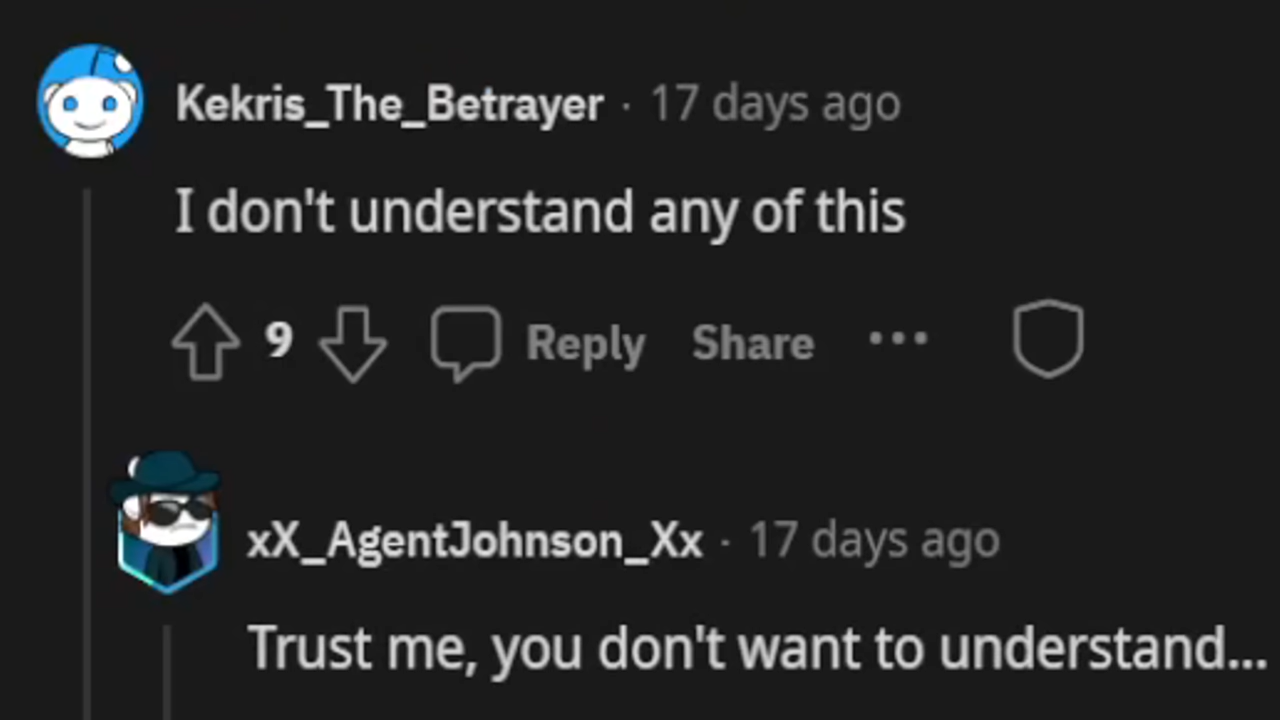 Kekris_The_Betrayer · 17 days ago
I don't understand any of this
9 Reply Share ···
xX_AgentJohnson_Xx · 17 days ago
Trust me, you don't want to understand...